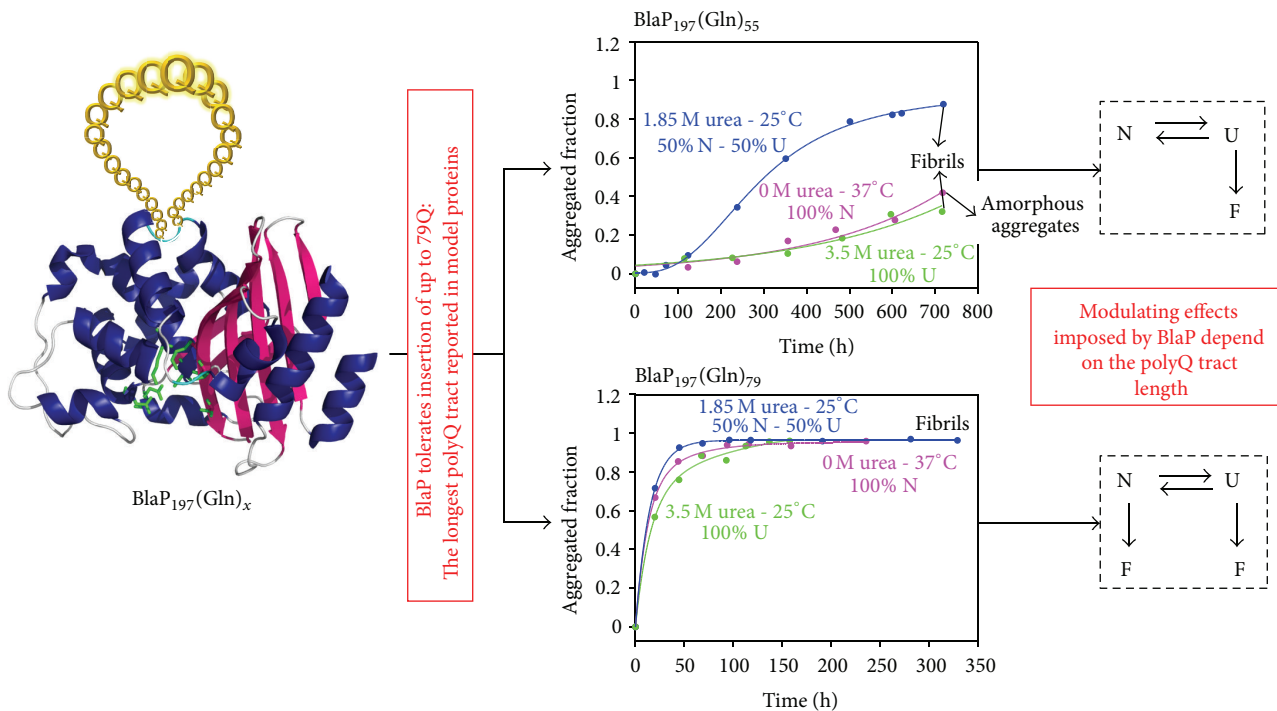 BlaP197(Gln)x
BlaP tolerates insertion of up to 79Q:
The longest polyQ tract reported in model proteins
BlaP197(Gln)55
Aggregated fraction
1.2
1
0.8
0.6
0.4
0.2
0
1.85 M urea - 25°C
50% N - 50% U
Fibrils
0 M urea - 37°C
100% N
Amorphous
aggregates
3.5 M urea - 25°C
100% U
0 100 200 300 400 500 600 700 800
Time (h)
N U
F
Modulating effects
imposed by BlaP depend
on the polyQ tract
length
BlaP197(Gln)79
Aggregated fraction
1.2
1
0.8
0.6
0.4
0.2
0
1.85 M urea - 25°C
50% N - 50% U
Fibrils
0 M urea - 37°C
100% N
3.5 M urea - 25°C
100% U
0 50 100 150 200 250 300 350
Time (h)
N U
F F